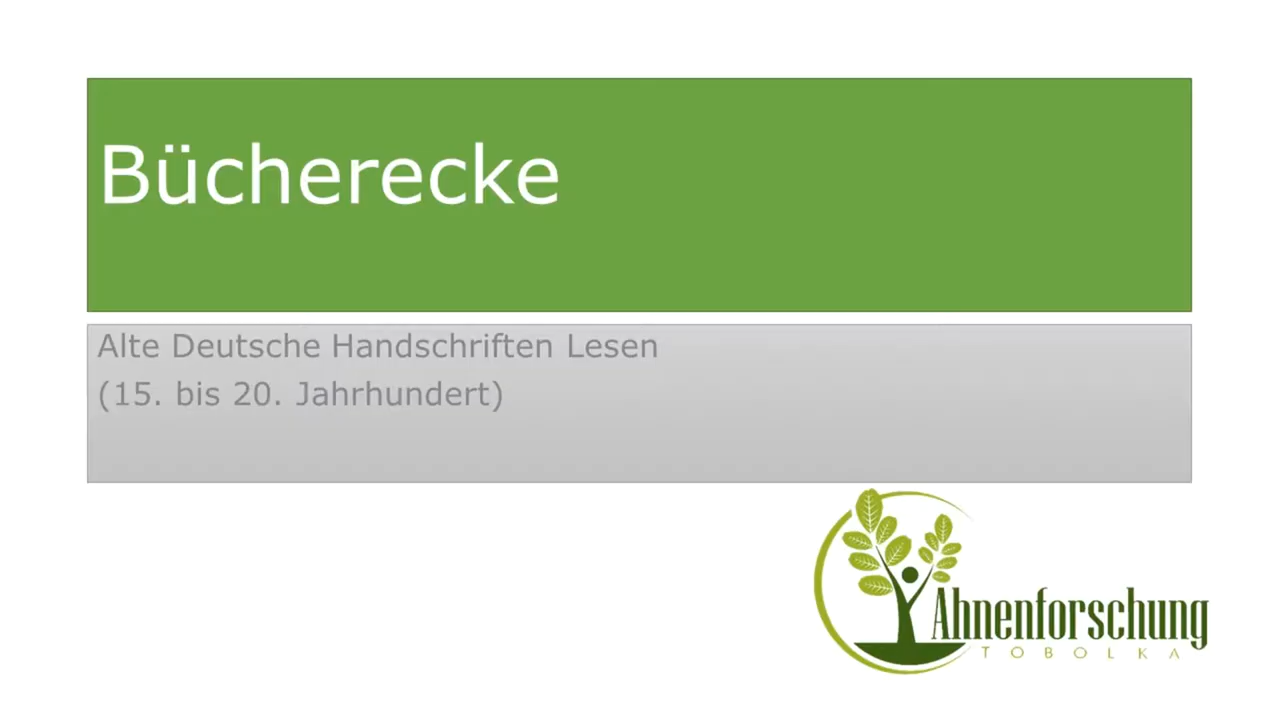 Bücherecke
Alte Deutsche Handschriften Lesen
(15. bis 20. Jahrhundert)
Ahnenforschung
TOBOLKA